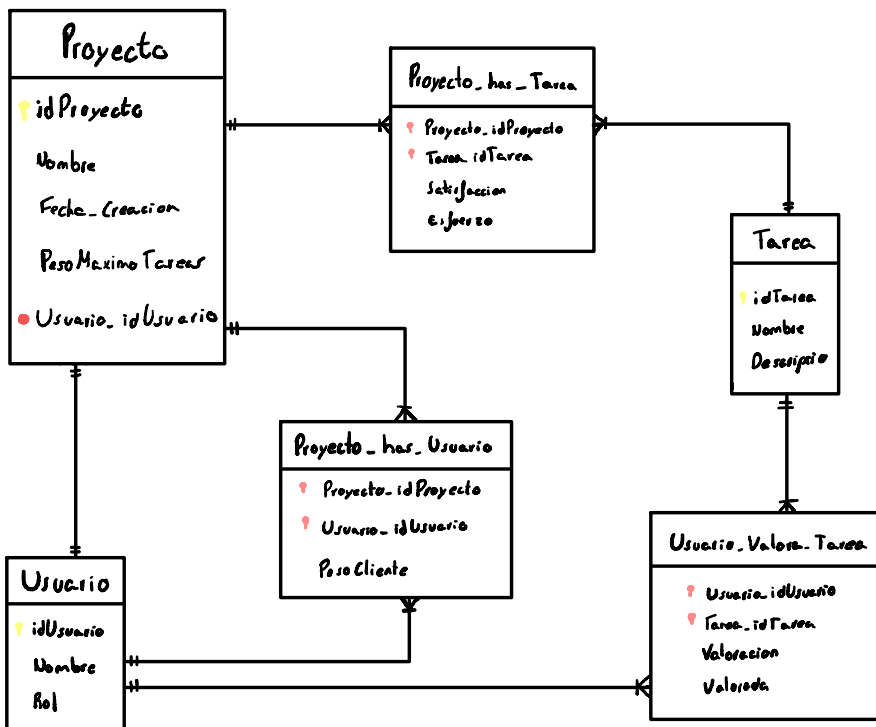 Proyecto
idProyecto
Nombre
Fecha_Creacion
PesoMaximoTareas
Usuario_idUsuario
Proyecto_has_Tarea
Proyecto_idProyecto
Tarea_idTarea
Satisfaccion
Esfuerzo
Tarea
idTarea
Nombre
Descripcio
Proyecto_has_Usuario
Proyecto_idProyecto
Usuario_idUsuario
PesoCliente
Usuario_Valora_Tarea
Usuario_idUsuario
Tarea_idTarea
Valoracion
Valorada
Usuario
idUsuario
Nombre
Rol